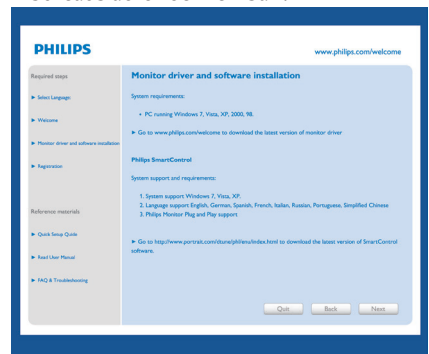 PHILIPS
www.philips.com/welcome
Required steps
Select Language:
Welcome
Monitor driver and software installation
Registration
Reference materials:
Quick Setup Guide
Read User Manual
FAQ & Troubleshooting
Monitor driver and software installation
System requirements:
• PC running Windows 7, Vista, XP, 2000, 98.
Go to www.philips.com/welcome to download the latest version of monitor driver
Philips SmartControl
System support and requirements:
1. System support Windows 7, Vista, XP.
2. Language support English, German, Spanish, French, Italian, Russian, Portuguese, Simplified Chinese
3. Philips Monitor Plug and Play support
Go to http://www.portrait.com/dtune/phl/enu/index.html to download the latest version of SmartControl
software.
Quit
Back
Next